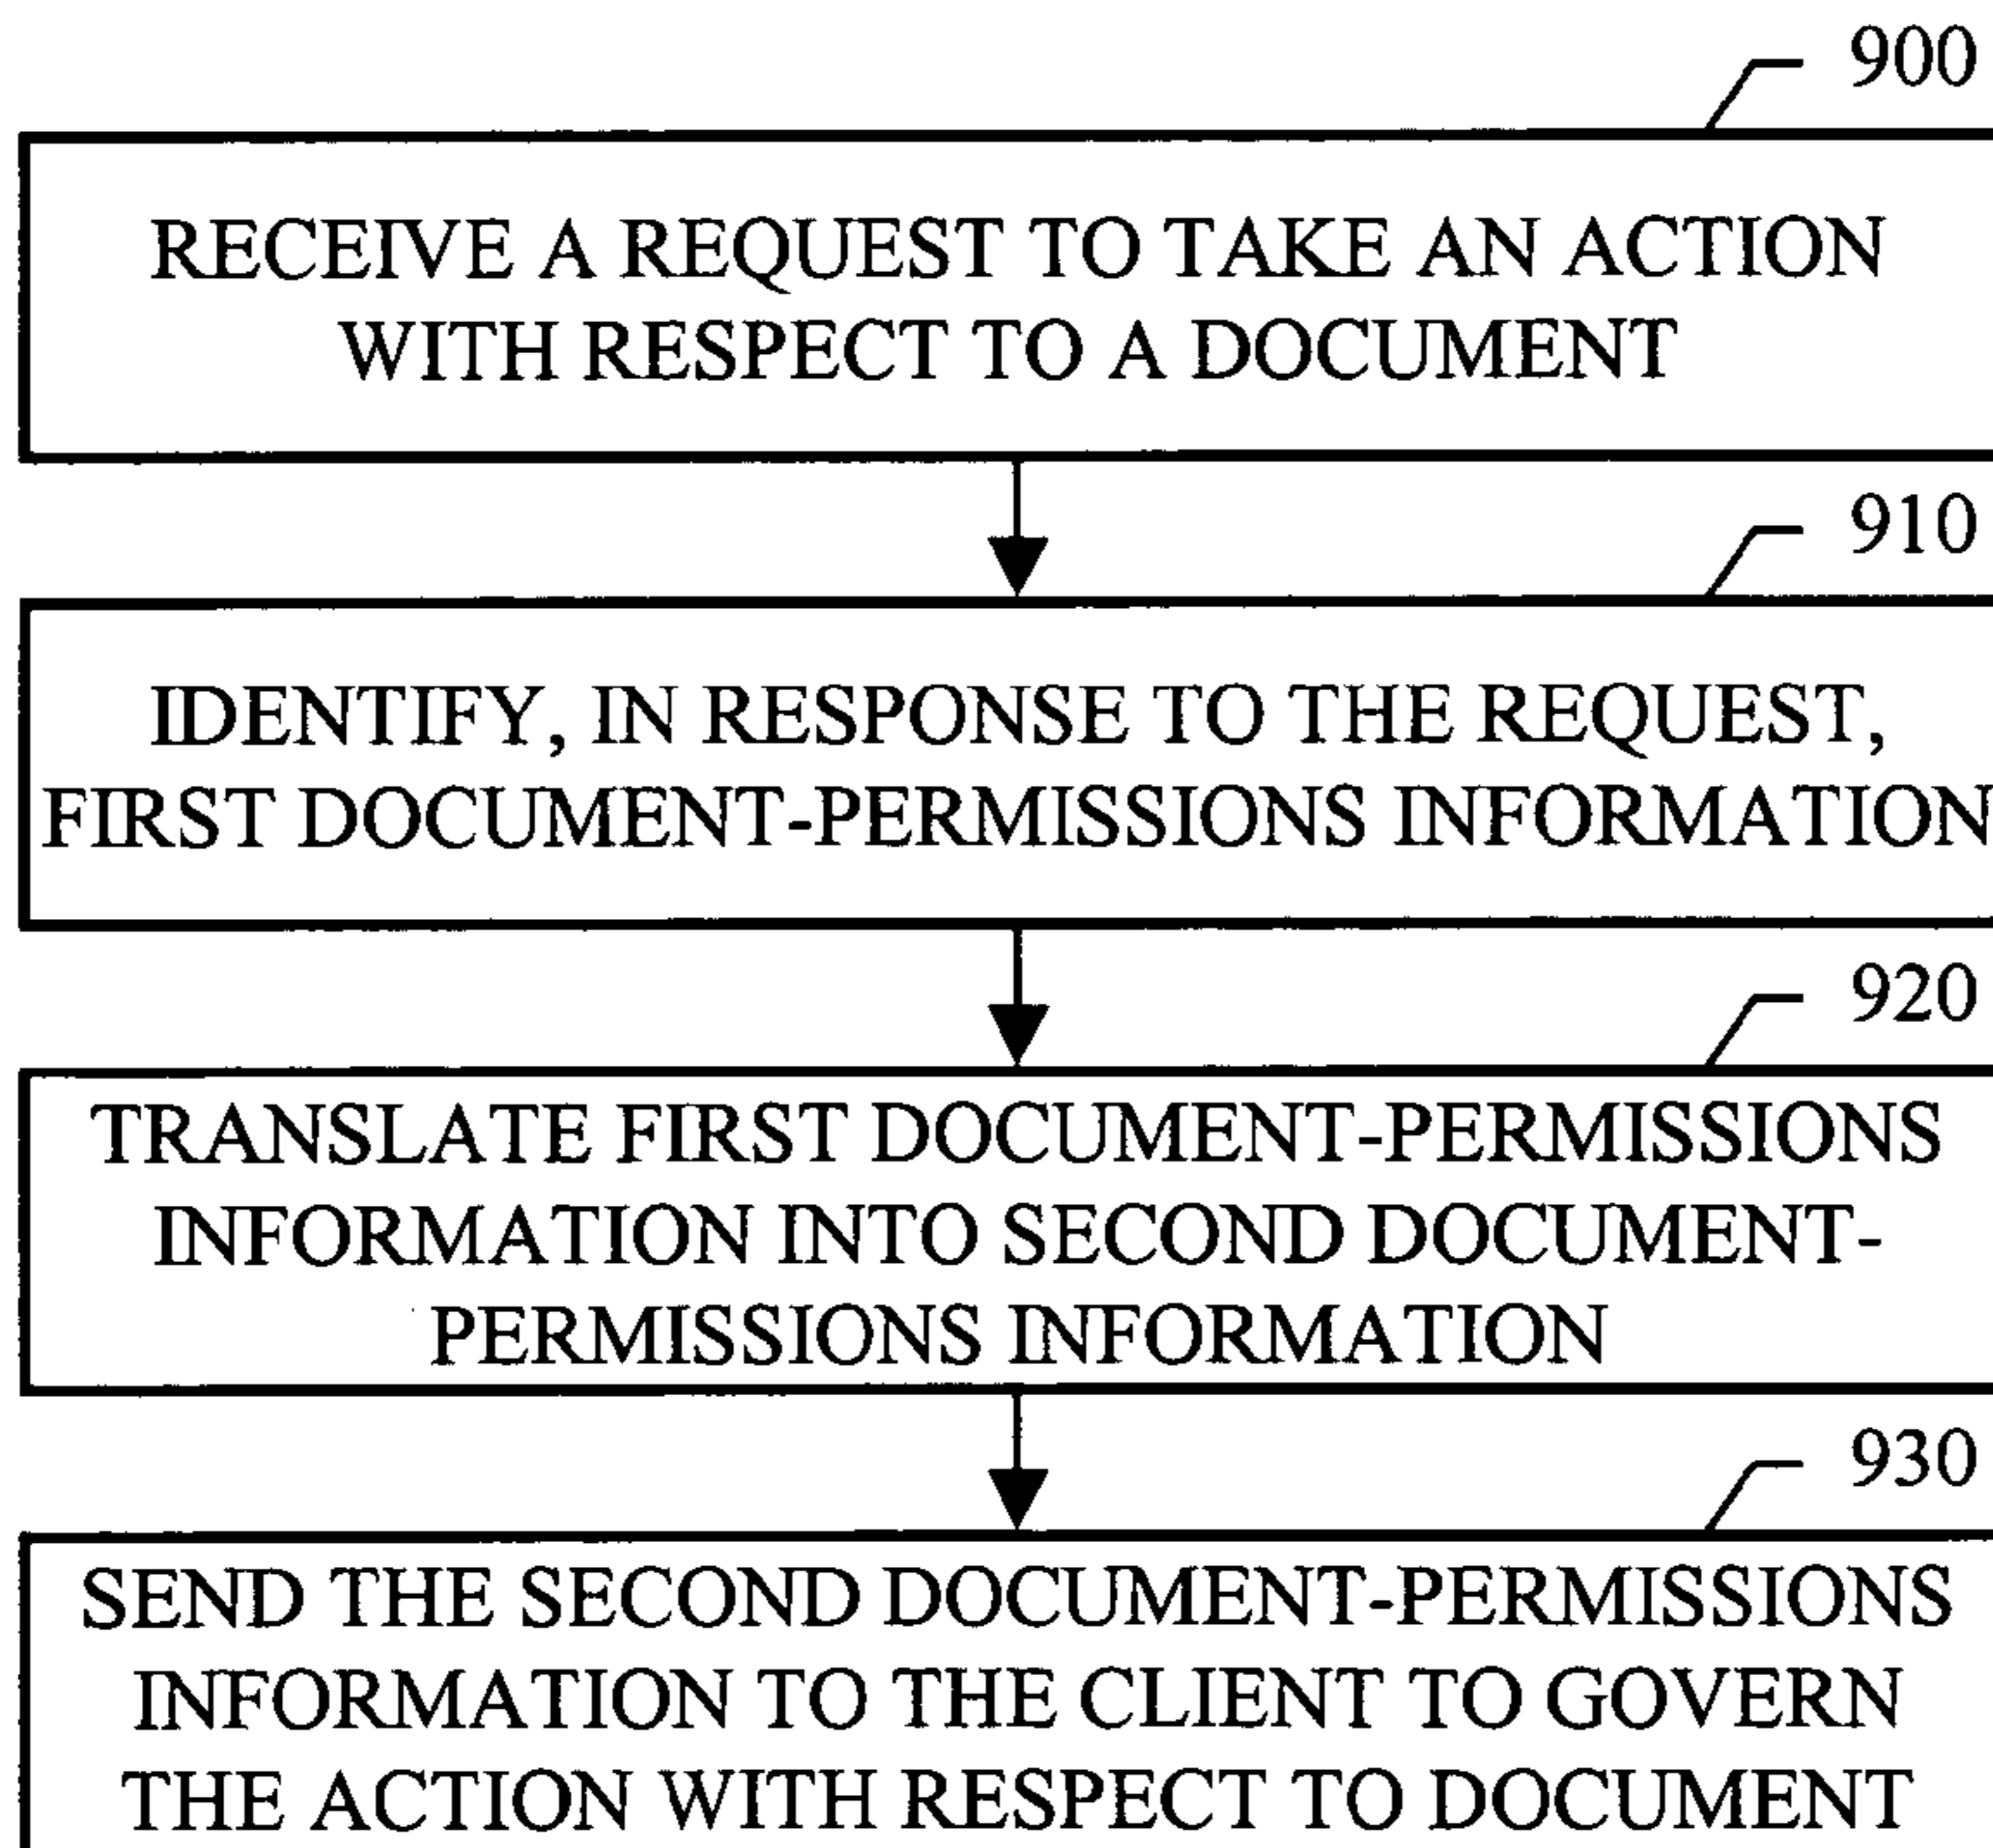 900
RECEIVE A REQUEST TO TAKE AN ACTION
WITH RESPECT TO A DOCUMENT
910
IDENTIFY, IN RESPONSE TO THE REQUEST,
FIRST DOCUMENT-PERMISSIONS INFORMATION
920
TRANSLATE FIRST DOCUMENT-PERMISSIONS
INFORMATION INTO SECOND DOCUMENT-
PERMISSIONS INFORMATION
930
SEND THE SECOND DOCUMENT-PERMISSIONS
INFORMATION TO THE CLIENT TO GOVERN
THE ACTION WITH RESPECT TO DOCUMENT